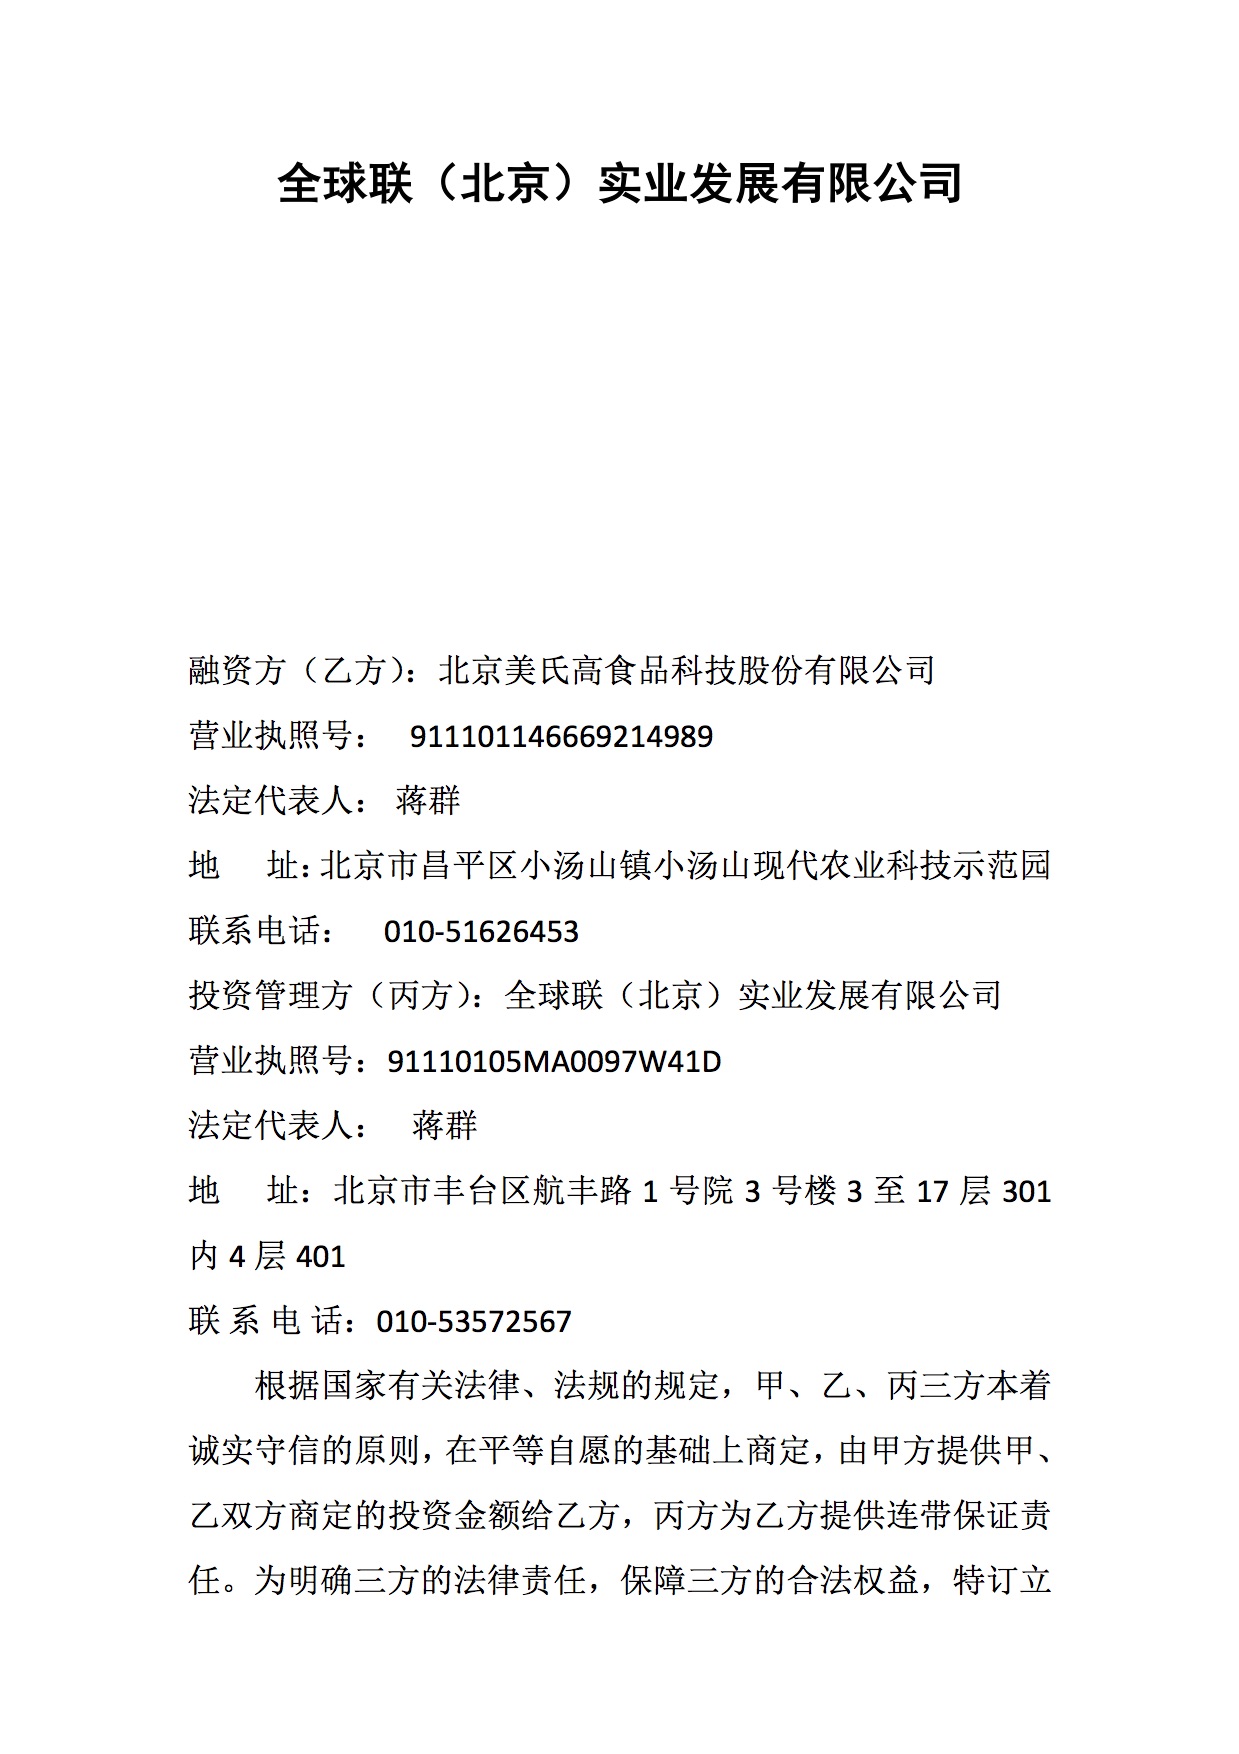 全球联（北京）实业发展有限公司
融资方（乙方）：北京美氏高食品科技股份有限公司
营业执照号： 911101146669214989
法定代表人： 蒋群
地 址：北京市昌平区小汤山镇小汤山现代农业科技示范园
联系电话： 010-51626453
投资管理方（丙方）：全球联（北京）实业发展有限公司
营业执照号：91110105MA0097W41D
法定代表人： 蒋群
地 址：北京市丰台区航丰路 1 号院 3 号楼 3 至 17 层 301
内 4 层 401
联 系 电 话：010-53572567
根据国家有关法律、法规的规定，甲、乙、丙三方本着
诚实守信的原则，在平等自愿的基础上商定，由甲方提供甲、
乙双方商定的投资金额给乙方，丙方为乙方提供连带保证责
任。为明确三方的法律责任，保障三方的合法权益，特订立